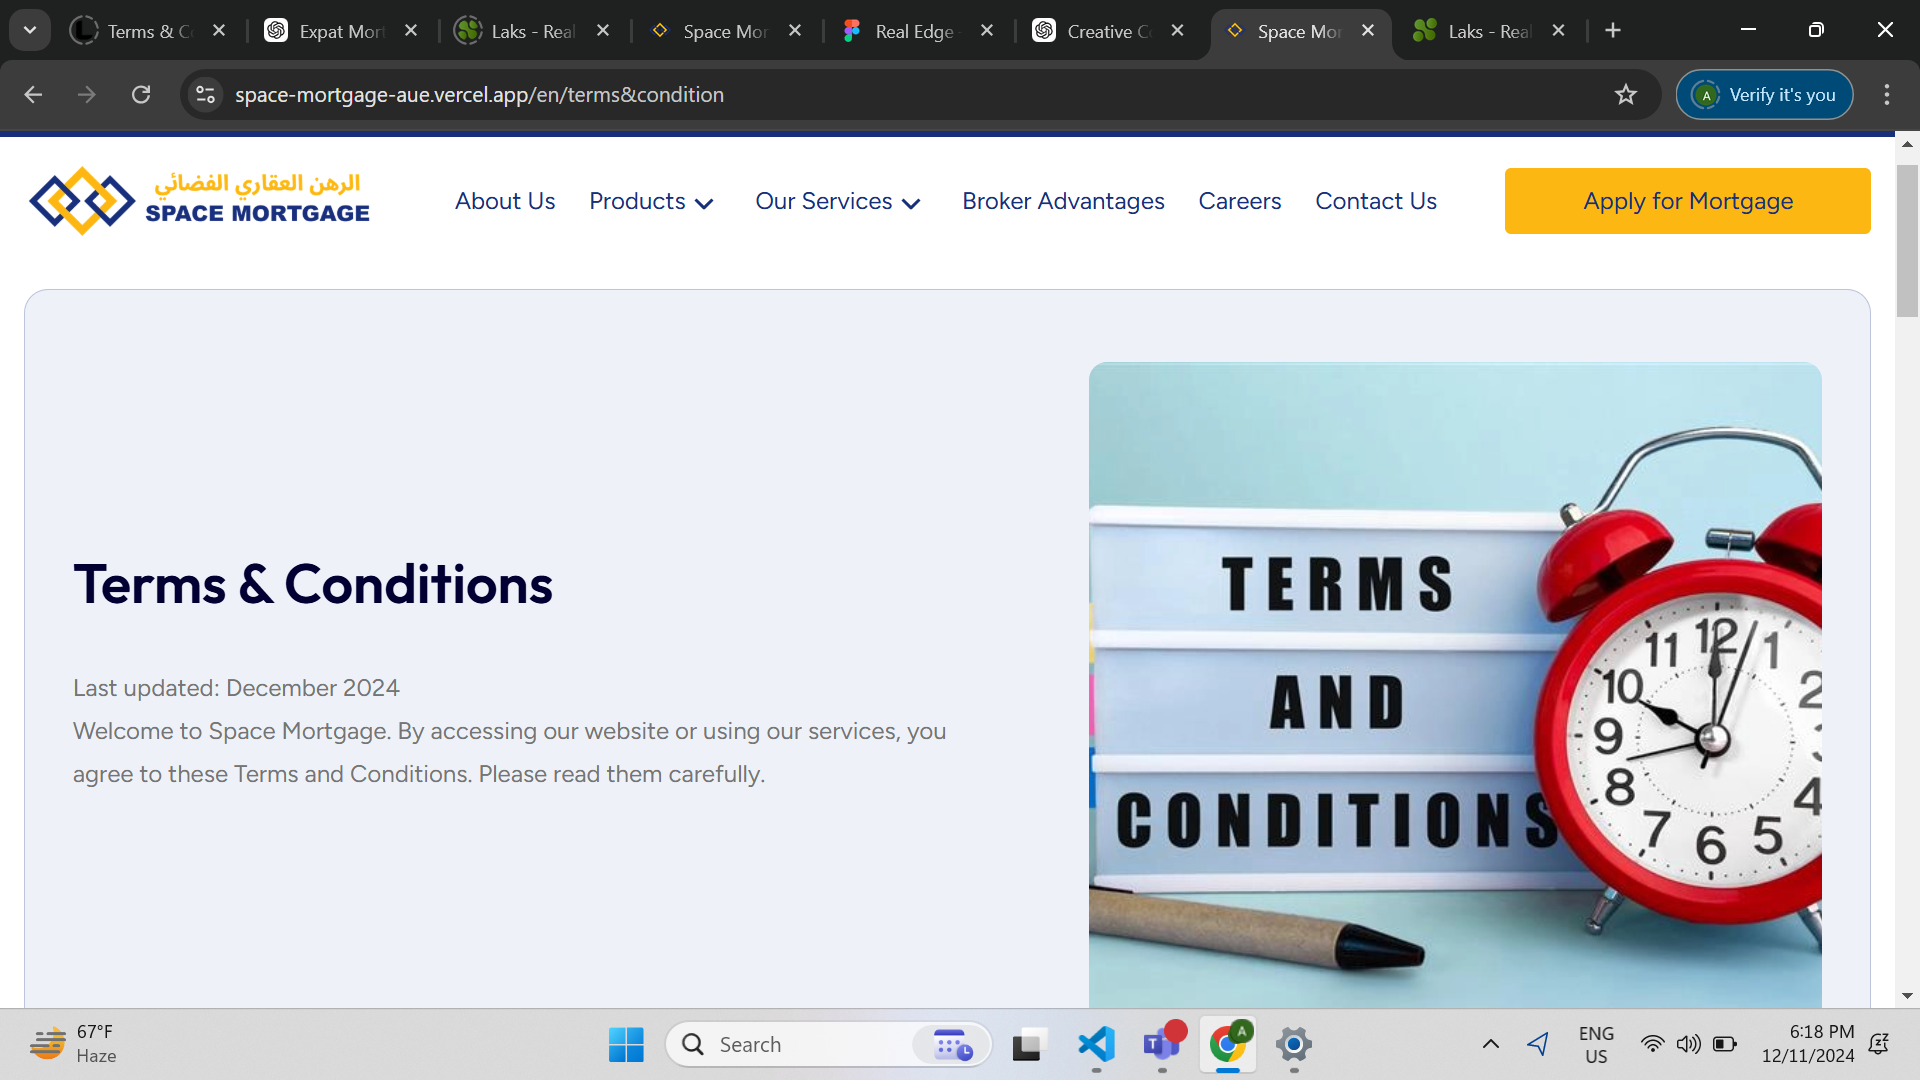 Terms & C
Expat Mort
Laks - Real
Space Mor
Real Edge -
Creative Co
Space Mor
Laks - Real
space-mortgage-aue.vercel.app/en/terms&condition
A
Verify it's you
الرهن العقاري الفضائي
SPACE MORTGAGE
About Us
Products
Our Services
Broker Advantages
Careers
Contact Us
Apply for Mortgage
Terms & Conditions
Last updated: December 2024
Welcome to Space Mortgage. By accessing our website or using our services, you
agree to these Terms and Conditions. Please read them carefully.
TERMS
AND
CONDITIONS
11 12 1
10 2
9 3
8 4
7 6 5
67°F
Haze
Search
T
A
ENG
US
6:18 PM
12/11/2024